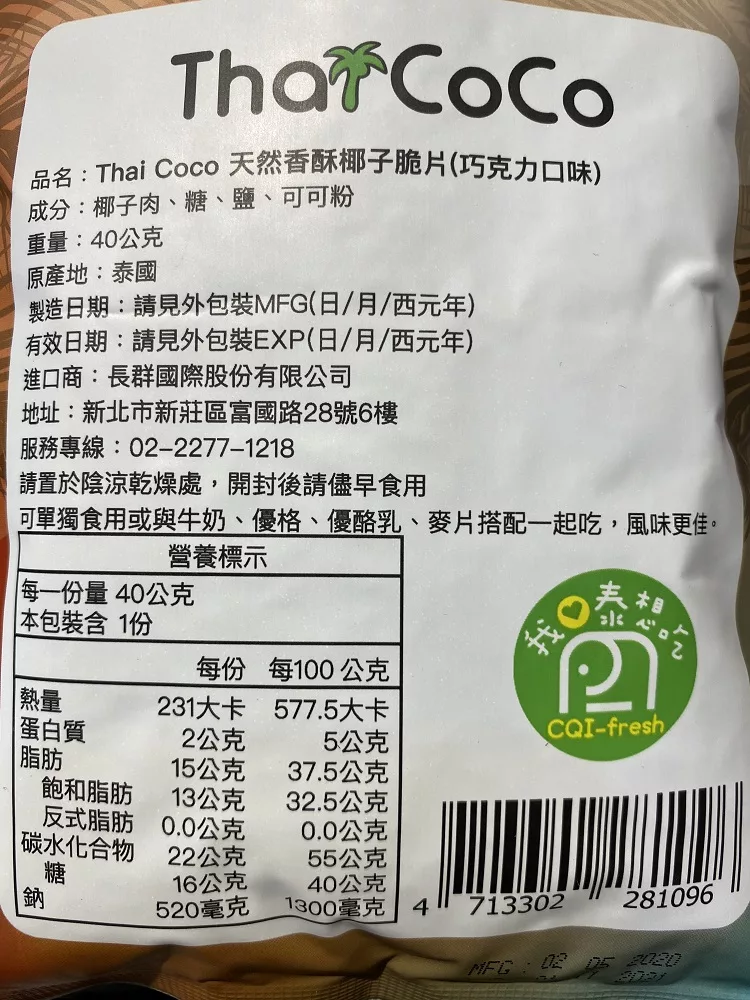 Thai CoCo
品名：Thai Coco 天然香酥椰子脆片(巧克力口味)
成分：椰子肉、糖、鹽、可可粉
重量：40公克
原產地：泰國
製造日期：請見外包裝MFG(日/月/西元年)
有效日期：請見外包裝EXP(日/月/西元年)
進口商：長群國際股份有限公司
地址：新北市新莊區富國路28號6樓
服務專線：02-2277-1218
請置於陰涼乾燥處，開封後請儘早食用
可單獨食用或與牛奶、優格、優酪乳、麥片搭配一起吃，風味更佳。
營養標示
每一份量 40公克
本包裝含 1份
每份 每100公克
熱量 231大卡 577.5大卡
蛋白質 2公克 5公克
脂肪 15公克 37.5公克
飽和脂肪 13公克 32.5公克
反式脂肪 0.0公克 0.0公克
碳水化合物 22公克 55公克
糖 16公克 40公克
鈉 520毫克 1300毫克
我 泰想吃
CQI-fresh
4 713302 281096
MFG : 02 05 2020
2021